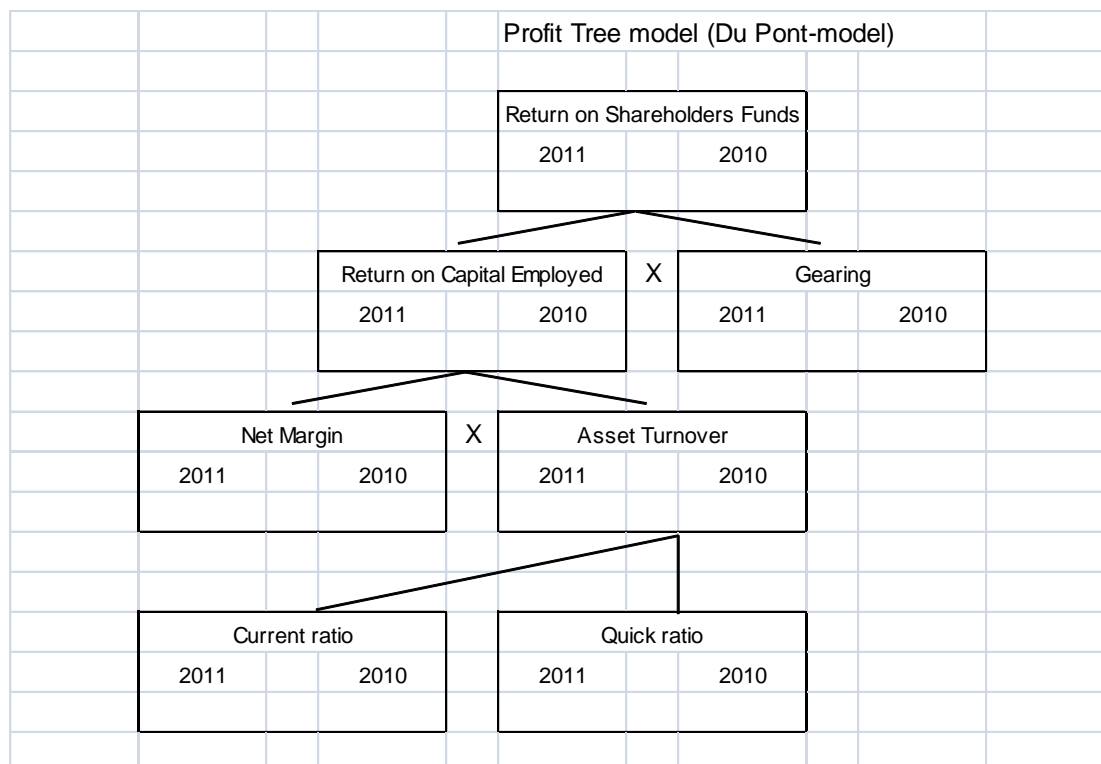 Profit Tree model (Du Pont-model)
Return on Shareholders Funds
2011 2010
Return on Capital Employed X Gearing
2011 2010 2011 2010
Net Margin X Asset Turnover
2011 2010 2011 2010
Current ratio Quick ratio
2011 2010 2011 2010